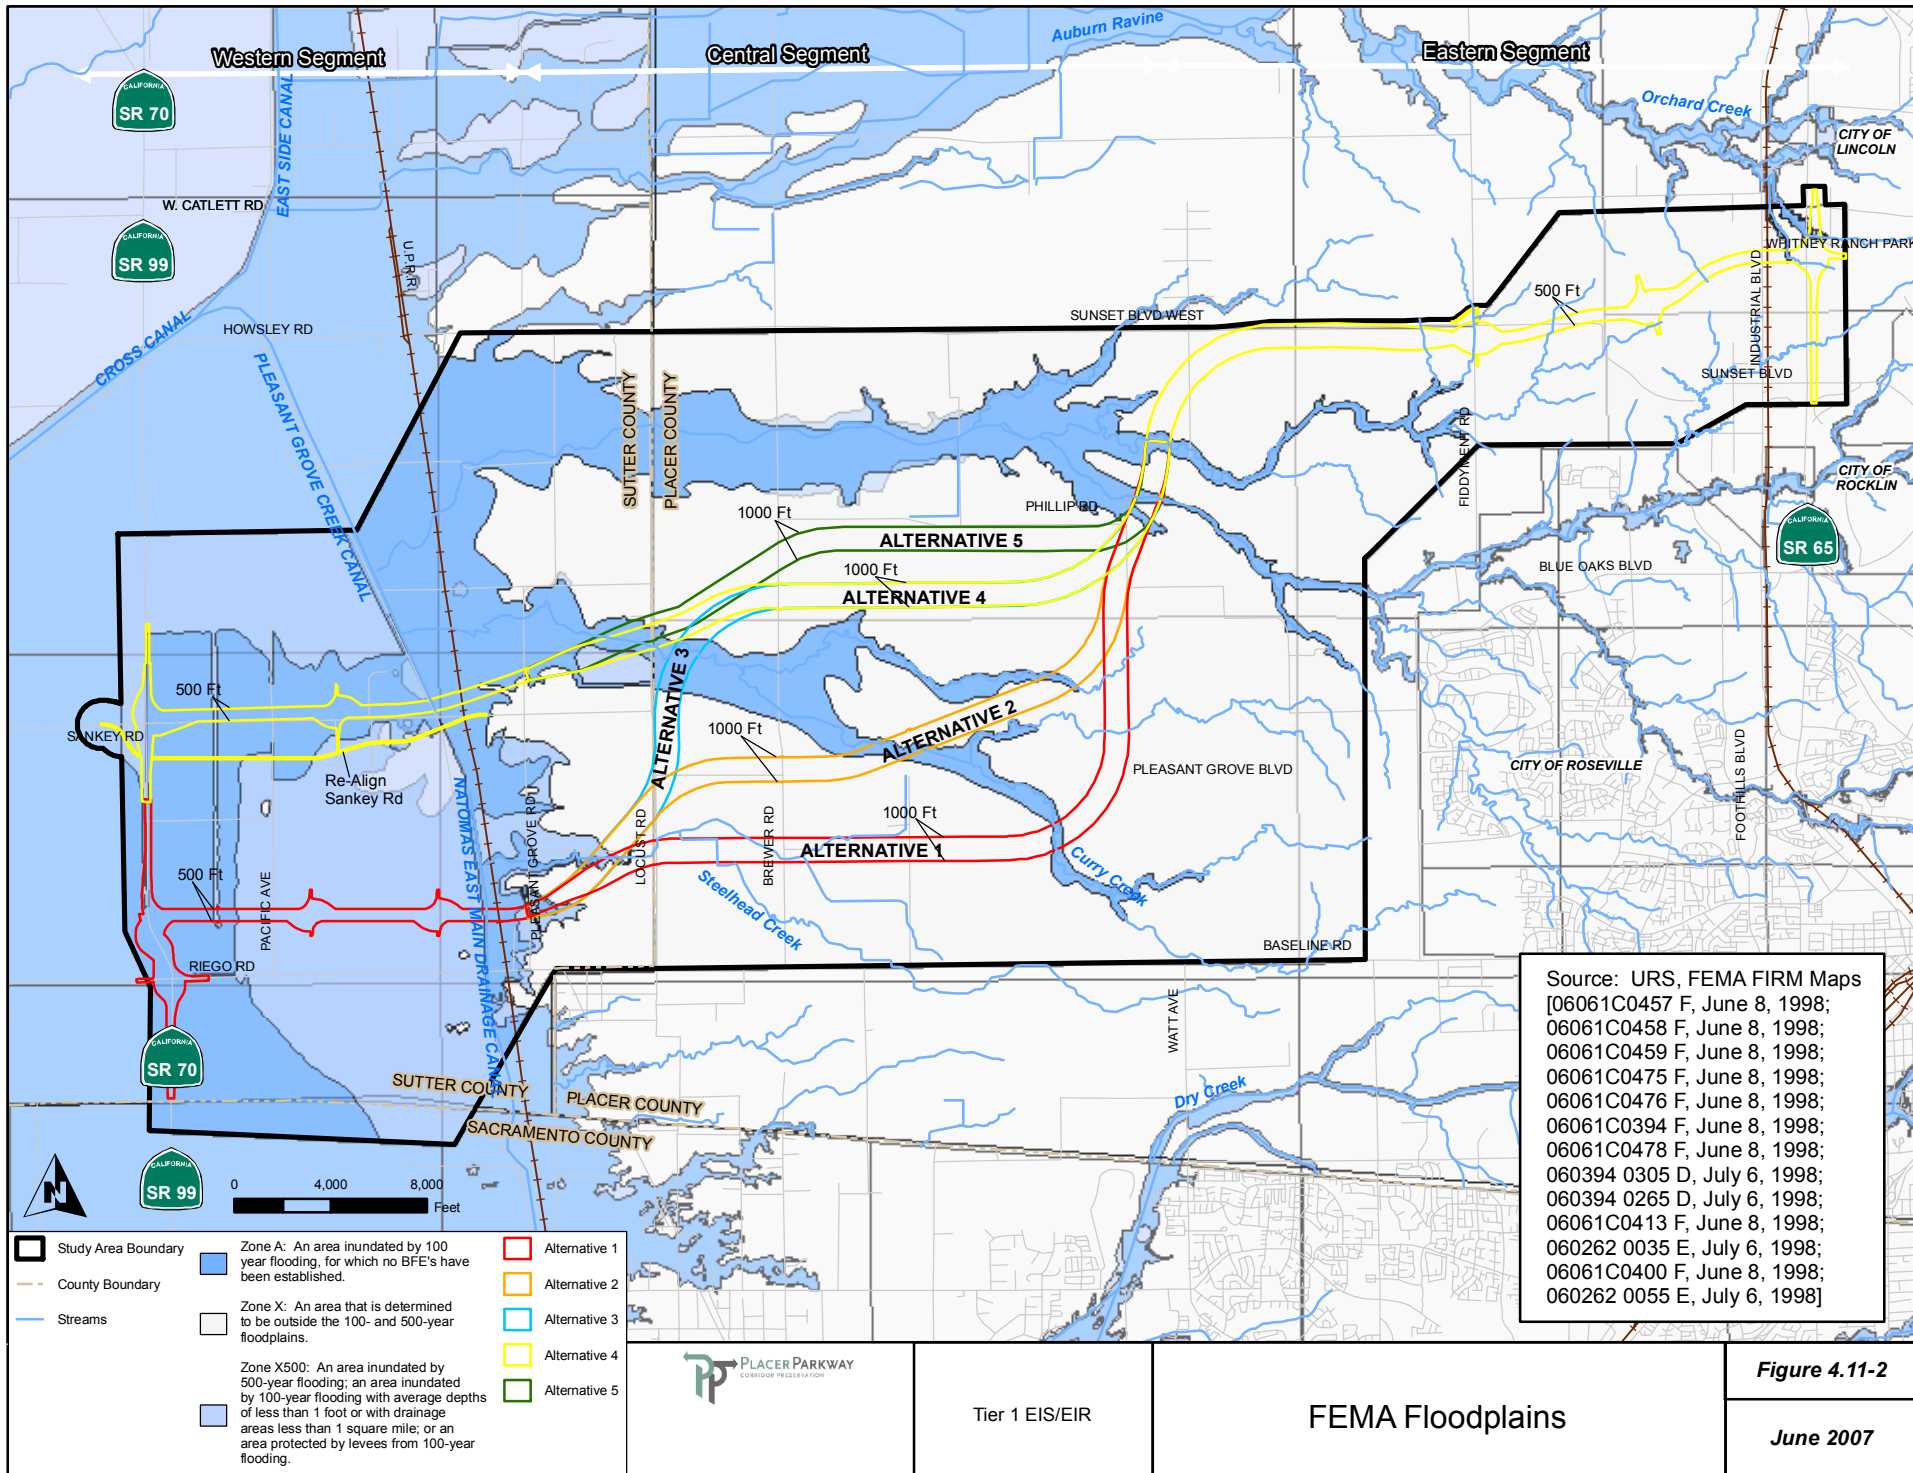 Western Segment
Central Segment
Eastern Segment
Auburn Ravine
Orchard Creek
CITY OF
LINCOLN
CALIFORNIA
SR 70
EAST SIDE CANAL
W. CATLETT RD
CALIFORNIA
SR 99
U.P.R.R.
WHITNEY RANCH PARK
INDUSTRIAL BLVD
500 Ft
CROSS CANAL
HOWSLEY RD
SUNSET BLVD WEST
PLEASANT GROVE CREEK CANAL
SUTTER COUNTY
PLACER COUNTY
SUNSET BLVD
FIDDYMENT RD
CITY OF
ROCKLIN
1000 Ft
PHILLIP RD
ALTERNATIVE 5
CALIFORNIA
SR 65
1000 Ft
BLUE OAKS BLVD
ALTERNATIVE 4
ALTERNATIVE 3
500 Ft
SANKEY RD
1000 Ft
ALTERNATIVE 2
Re-Align
Sankey Rd
PLEASANT GROVE BLVD
CITY OF ROSEVILLE
FOOTHILLS BLVD
NATOMAS EAST MAIN DRAINAGE CANAL
PLEASANT GROVE RD
LOCUST RD
BREWER RD
1000 Ft
ALTERNATIVE 1
Curry Creek
500 Ft
PACIFIC AVE
Steelhead Creek
BASELINE RD
RIEGO RD
WATT AVE
CALIFORNIA
SR 70
SUTTER COUNTY
PLACER COUNTY
SACRAMENTO COUNTY
Dry Creek
CALIFORNIA
SR 99
N
0 4,000 8,000
Feet
Source: URS, FEMA FIRM Maps
[06061C0457 F, June 8, 1998;
06061C0458 F, June 8, 1998;
06061C0459 F, June 8, 1998;
06061C0475 F, June 8, 1998;
06061C0476 F, June 8, 1998;
06061C0394 F, June 8, 1998;
06061C0478 F, June 8, 1998;
060394 0305 D, July 6, 1998;
060394 0265 D, July 6, 1998;
06061C0413 F, June 8, 1998;
060262 0035 E, July 6, 1998;
06061C0400 F, June 8, 1998;
060262 0055 E, July 6, 1998]
Study Area Boundary
County Boundary
Streams
Zone A: An area inundated by 100
year flooding, for which no BFE's have
been established.
Zone X: An area that is determined
to be outside the 100- and 500-year
floodplains.
Zone X500: An area inundated by
500-year flooding; an area inundated
by 100-year flooding with average depths
of less than 1 foot or with drainage
areas less than 1 square mile; or an
area protected by levees from 100-year
flooding.
Alternative 1
Alternative 2
Alternative 3
Alternative 4
Alternative 5
PLACER PARKWAY
CORRIDOR PRESERVATION
Tier 1 EIS/EIR
FEMA Floodplains
Figure 4.11-2
June 2007